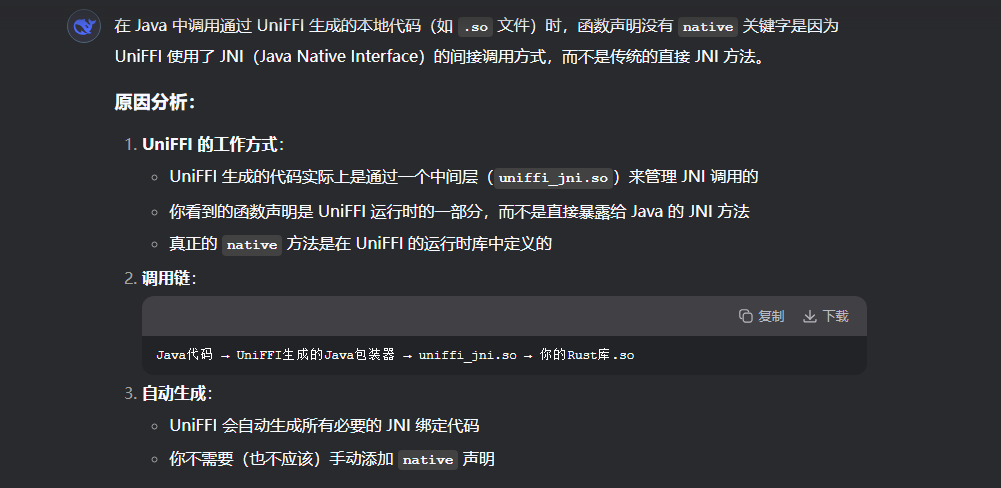 在 Java 中调用通过 UniFFI 生成的本地代码（如 .so 文件）时，函数声明没有 native 关键字是因为
UniFFI 使用了 JNI（Java Native Interface）的间接调用方式，而不是传统的直接 JNI 方法。
原因分析：
1. UniFFI 的工作方式：
◦ UniFFI 生成的代码实际上是通过一个中间层（uniffi_jni.so）来管理 JNI 调用的
◦ 你看到的函数声明是 UniFFI 运行时的一部分，而不是直接暴露给 Java 的 JNI 方法
◦ 真正的 native 方法是在 UniFFI 的运行时库中定义的
2. 调用链：
复制 下载
Java代码 → UniFFI生成的Java包装器 → uniffi_jni.so → 你的Rust库.so
3. 自动生成：
◦ UniFFI 会自动生成所有必要的 JNI 绑定代码
◦ 你不需要（也不应该）手动添加 native 声明